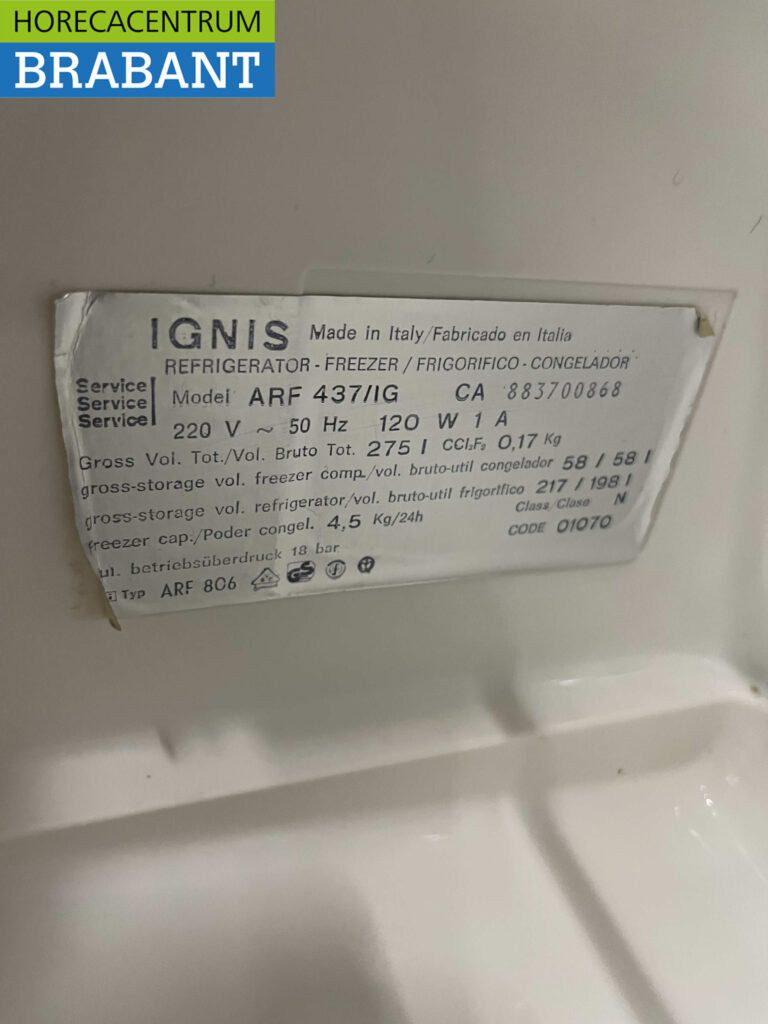 HORECACENTRUM
BRABANT
IGNIS Made in Italy/Fabricado en Italia
REFRIGERATOR - FREEZER / FRIGORIFICO - CONGELADOR
Service
Service
Service
Model ARF 437/IG CA 883700868
220 V ~ 50 Hz 120 W 1 A
Gross Vol. Tot./Vol. Bruto Tot. 275 l CCl₂F₂ 0,17 Kg
gross-storage vol. freezer comp./vol. bruto-util congelador 58 / 58 l
gross-storage vol. refrigerator/vol. bruto-util frigorifico 217 / 198 l
freezer cap./Poder congel. 4,5 Kg/24h Class/Clase N
ul. betriebsüberdruck 18 bar CODE 01070
Typ ARF 806 GS